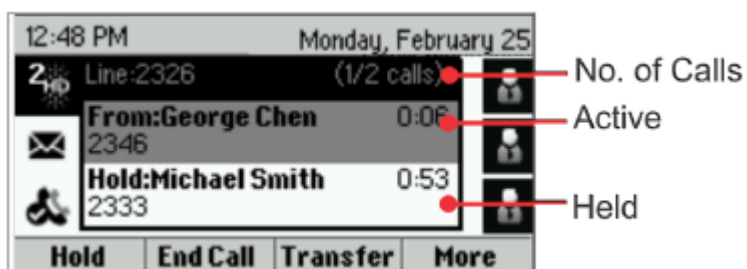 12:48 PM Monday, February 25
2 HD Line:2326 (1/2 calls) No. of Calls
From:George Chen 0:06 Active
2346
Hold:Michael Smith 0:53
2333 Held
Hold End Call Transfer More